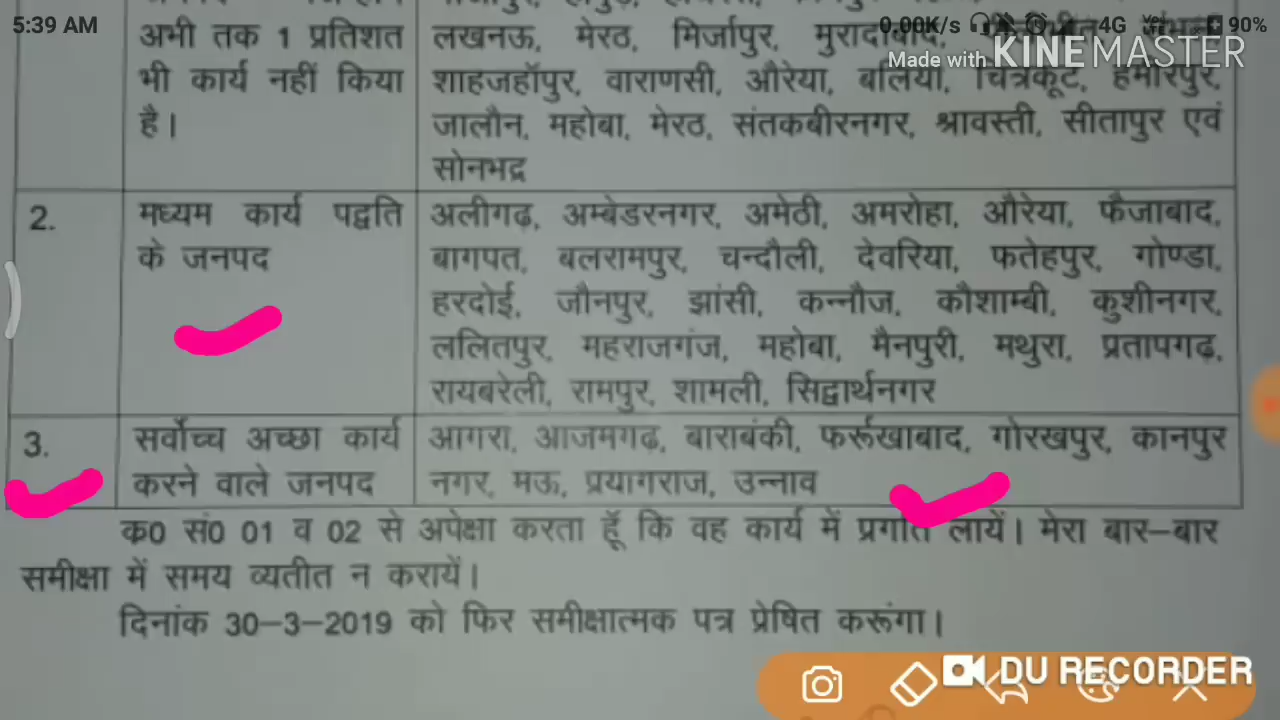 5:39 AM
0.00K/s 4G 90%
Made with KINEMASTER
अभी तक 1 प्रतिशत
भी कार्य नहीं किया
है।
लखनऊ, मेरठ, मिर्जापुर,
शाहजहॉपुर, वाराणसी, औरेया, बलिया, चित्रकूट, हमीरपुर,
जालौन, महोबा, मेरठ, संतकबीरनगर, श्रावस्ती, सीतापुर एवं
सोनभद्र
2.
मध्यम कार्य पद्वति
के जनपद
अलीगढ़, अम्बेडरनगर, अमेठी, अमरोहा, औरेया, फैजाबाद,
बागपत, बलरामपुर, चन्दौली, देवरिया, फतेहपुर, गोण्डा,
हरदोई, जौनपुर, झांसी, कन्नौज, कौशाम्बी, कुशीनगर,
ललितपुर, महराजगंज, महोबा, मैनपुरी, मथुरा, प्रतापगढ़,
रायबरेली, रामपुर, शामली, सिद्वार्थनगर
3.
सर्वोच्च अच्छा कार्य
करने वाले जनपद
आगरा, आजमगढ़, बाराबंकी, फर्रूखाबाद, गोरखपुर, कानपुर
नगर, मऊ, प्रयागराज, उन्नाव
क0 सं0 01 व 02 से अपेक्षा करता हूॅ कि वह कार्य में प्रगति लायें। मेरा बार–बार
समीक्षा में समय व्यतीत न करायें।
दिनांक 30–3–2019 को फिर समीक्षात्मक पत्र प्रेषित करूंगा।
DU RECORDER